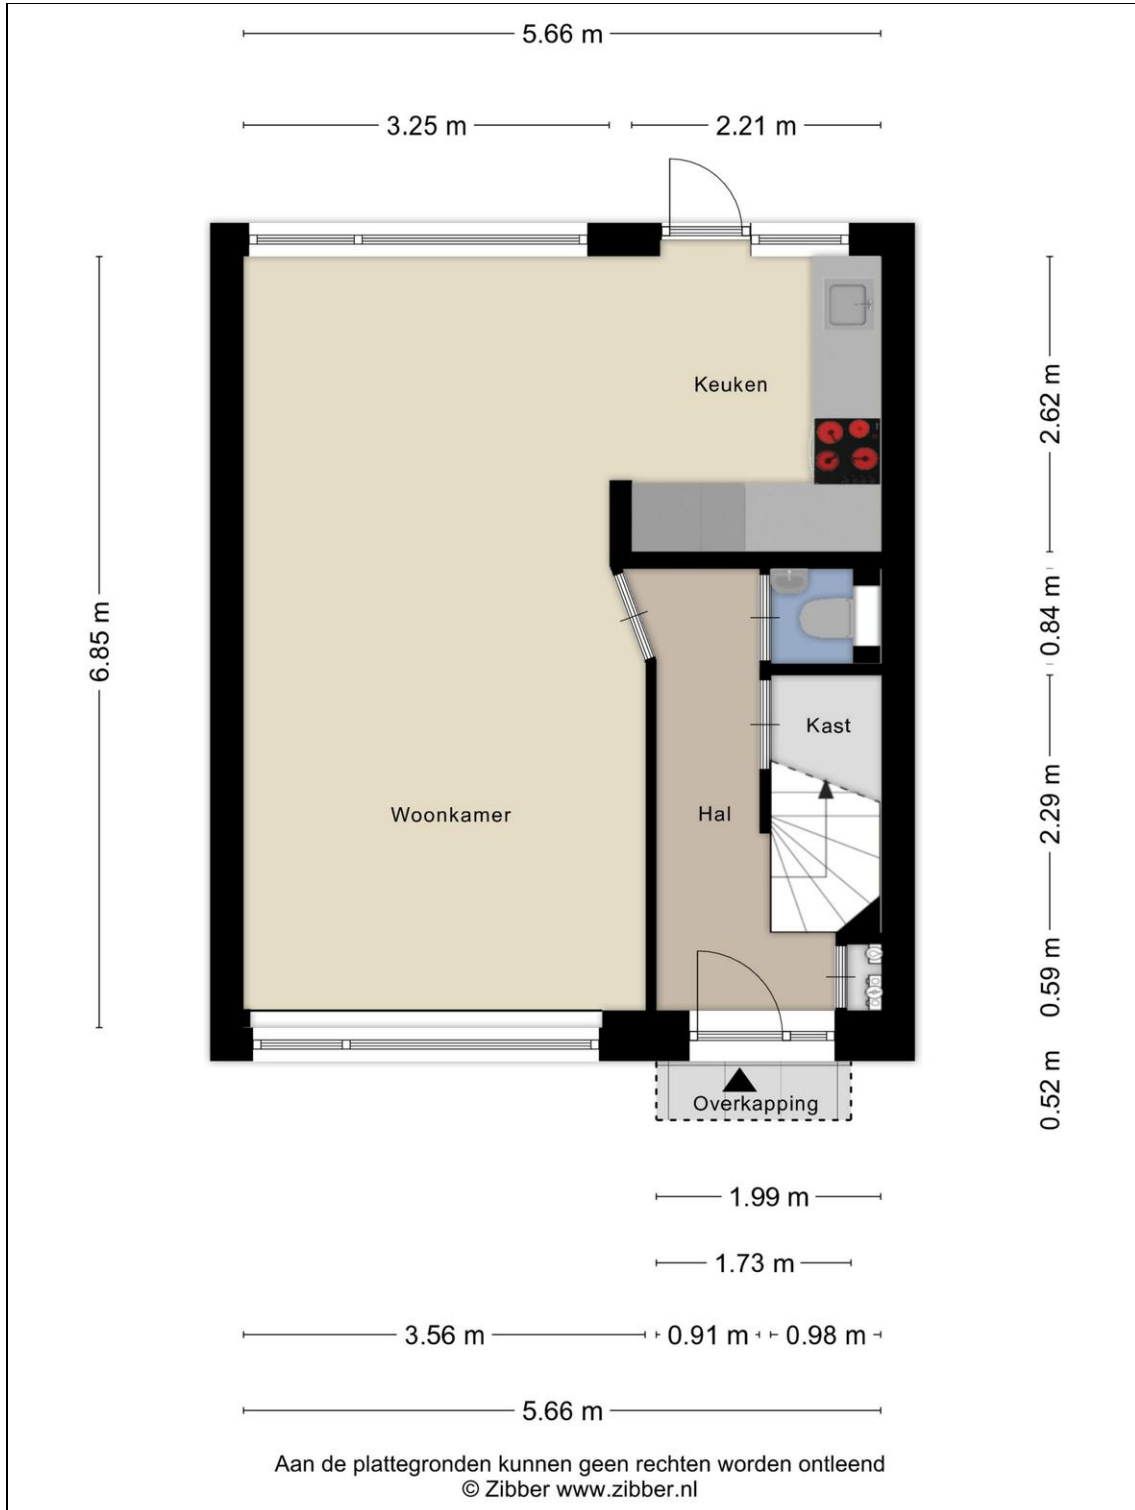 5.66 m
3.25 m
2.21 m
Keuken
2.62 m
6.85 m
0.84 m
Kast
Woonkamer
Hal
2.29 m
0.59 m
0.52 m
Overkapping
1.99 m
1.73 m
3.56 m
0.91 m
0.98 m
5.66 m
Aan de plattegronden kunnen geen rechten worden ontleend
© Zibber www.zibber.nl